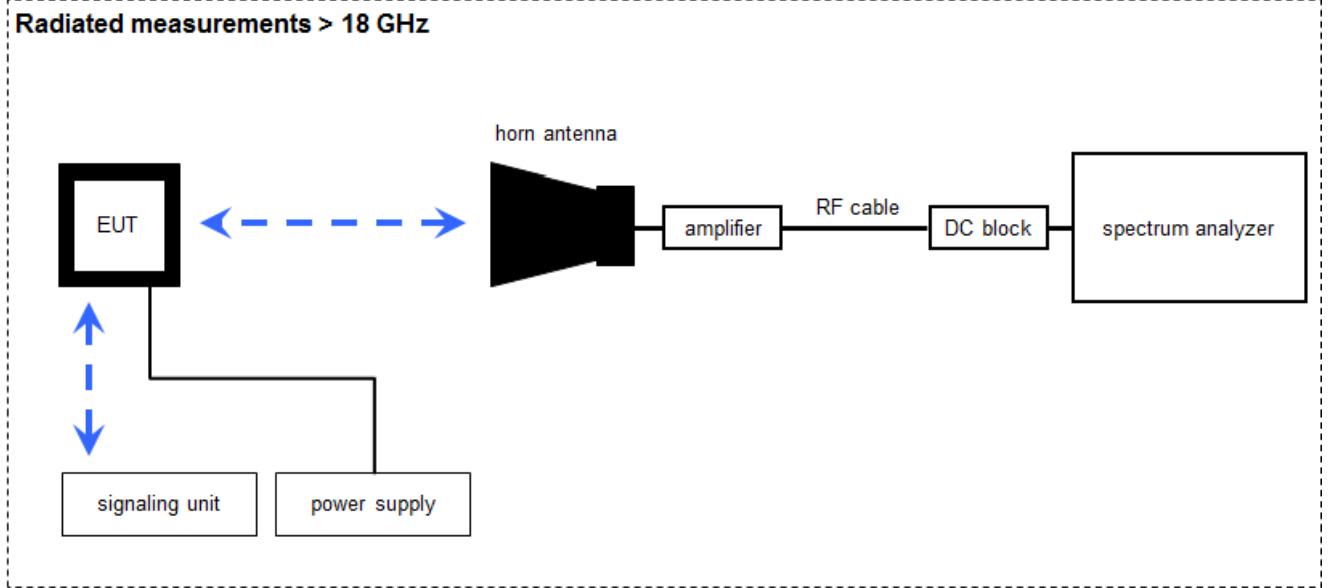 Radiated measurements > 18 GHz
horn antenna
EUT
amplifier
RF cable
DC block
spectrum analyzer
signaling unit
power supply